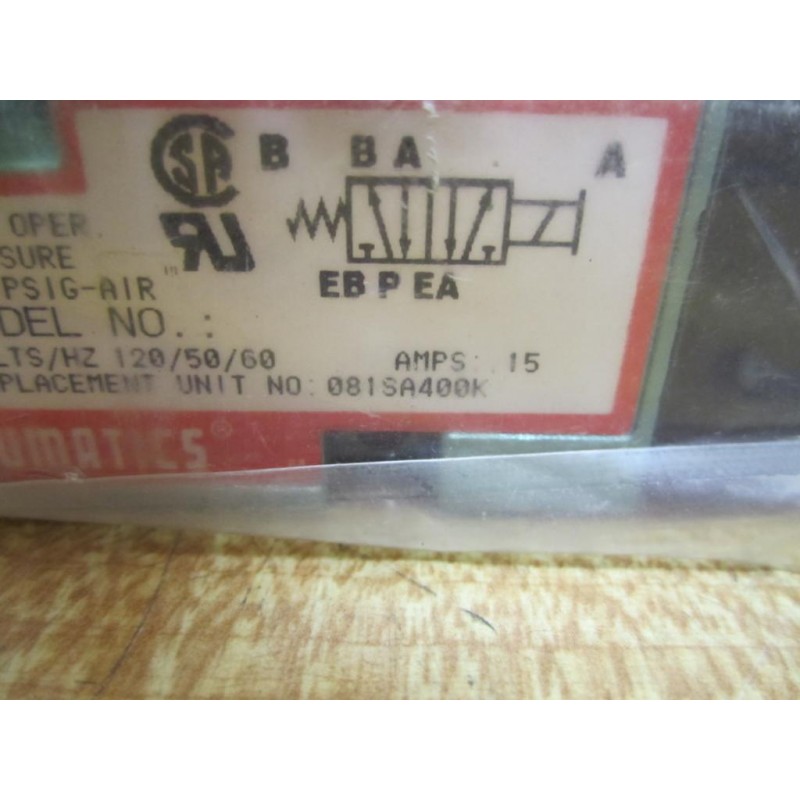 SA B B A A
OPER.
SURE
PSIG-AIR EB P EA
DEL NO.:
LTS/HZ 120/50/60 AMPS: .15
PLACEMENT UNIT NO: 081SA400K
UMATICS®